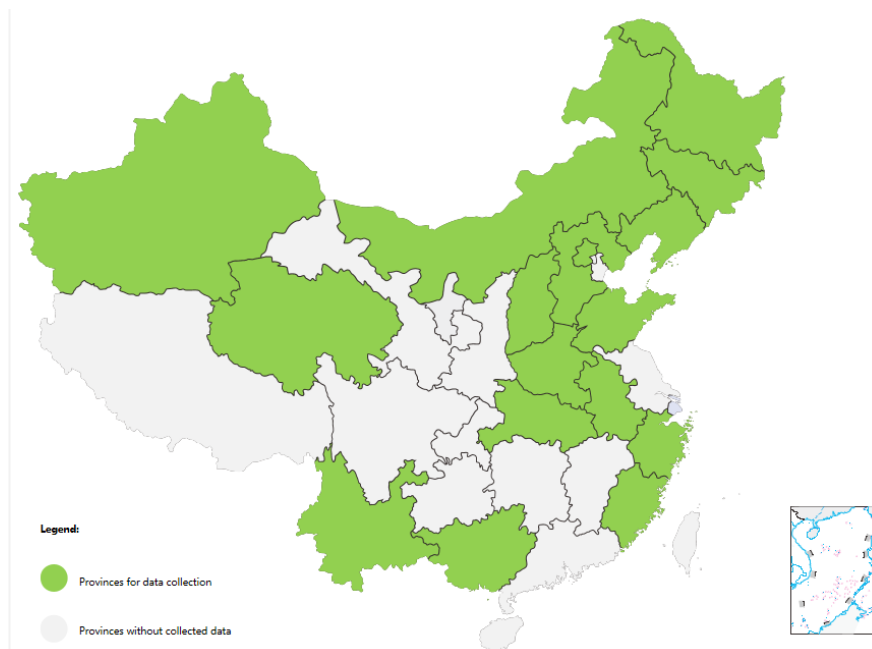 Legend:
Provinces for data collection
Provinces without collected data